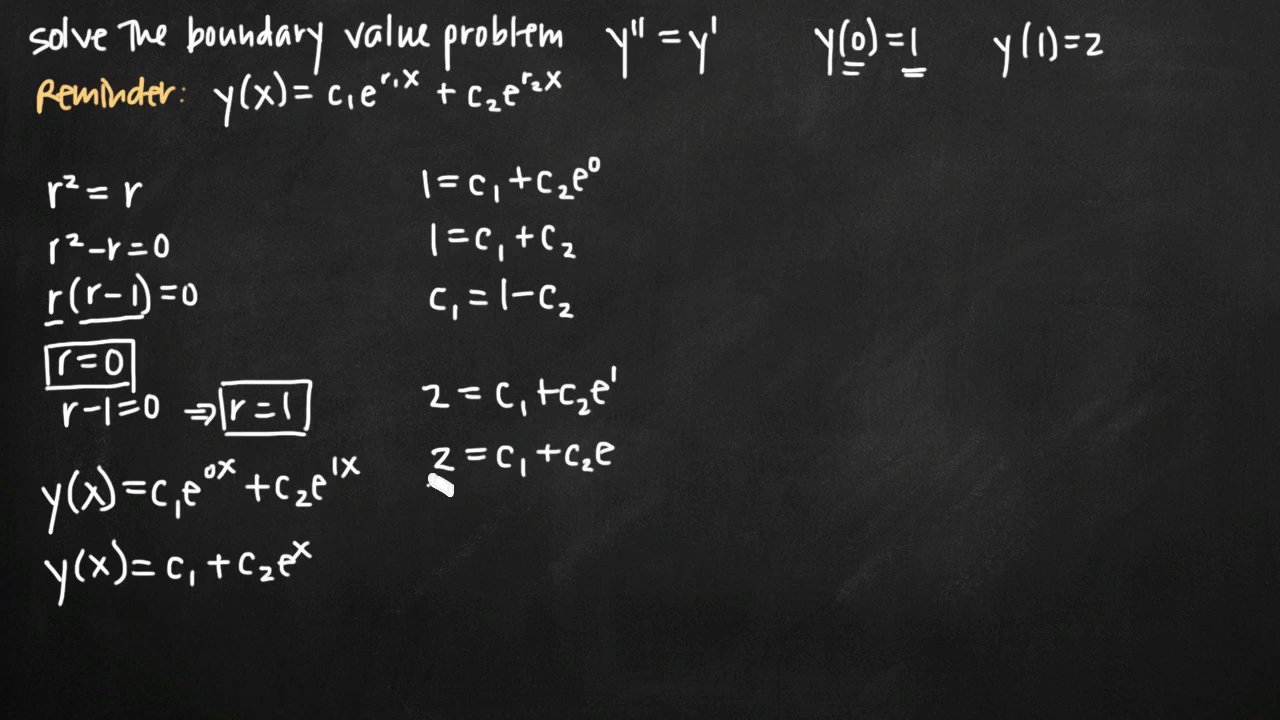 solve the boundary value problem y'' = y' y(0) = 1 y(1) = 2
Reminder: y(x) = c₁e^(r₁x) + c₂e^(r₂x)
r² = r
r² - r = 0
r(r - 1) = 0
r = 0
r - 1 = 0 ⇒ r = 1
y(x) = c₁e^(0x) + c₂e^(1x)
y(x) = c₁ + c₂e^x
1 = c₁ + c₂e⁰
1 = c₁ + c₂
c₁ = 1 - c₂
2 = c₁ + c₂e¹
2 = c₁ + c₂e